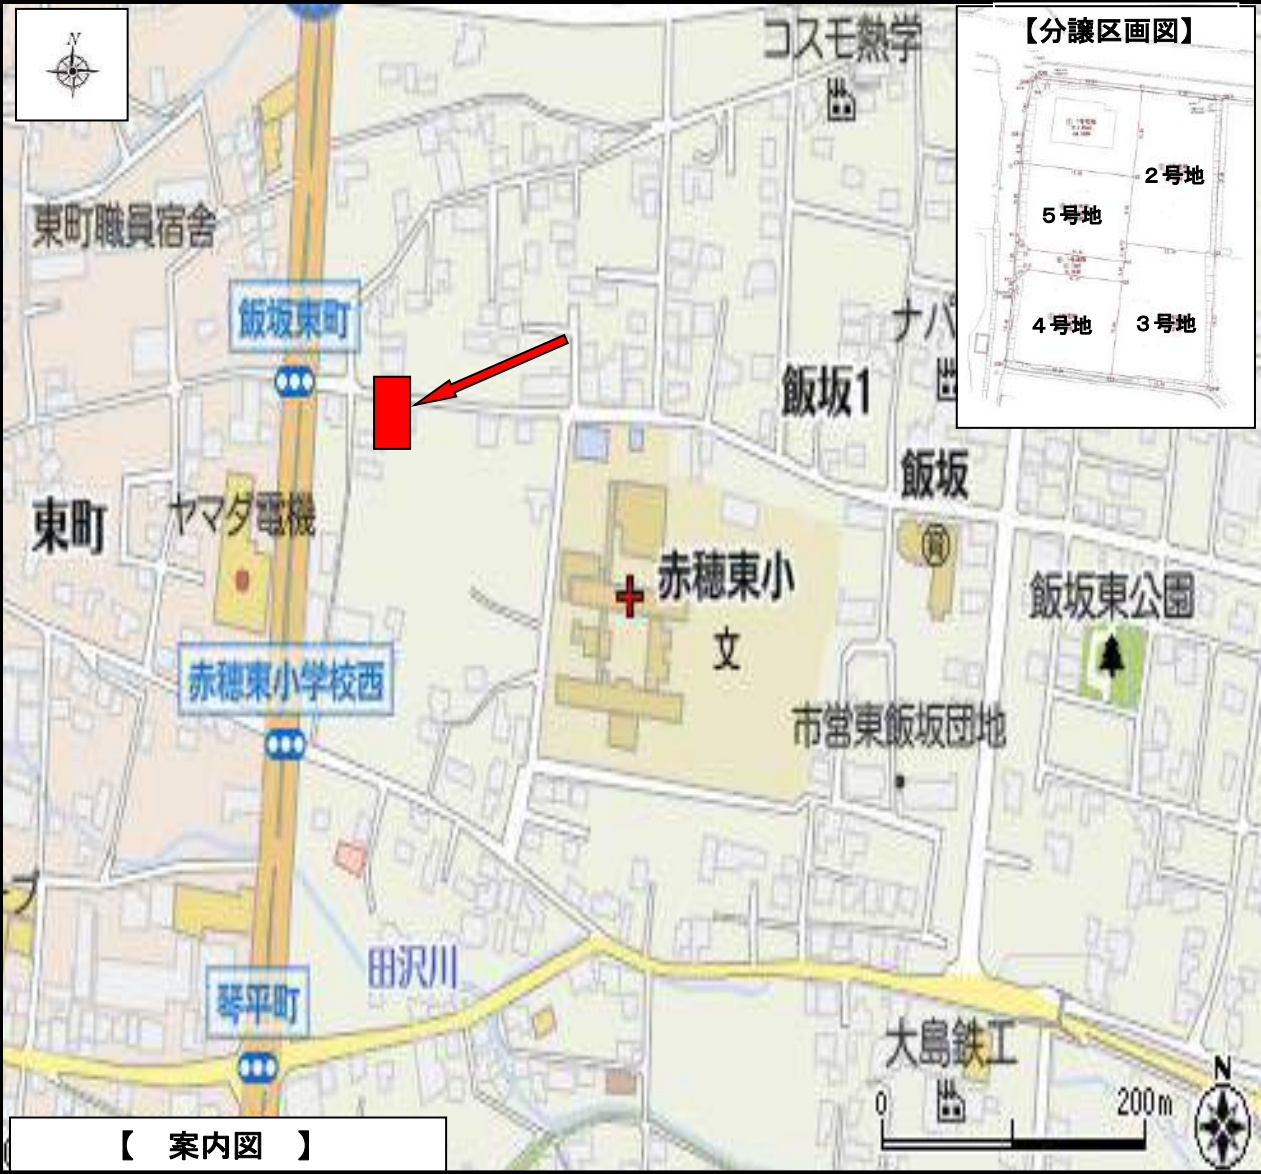 N
コスモ熱学
【分譲区画図】
2号地
5号地
4号地
3号地
東町職員宿舎
飯坂東町
ナパ
飯坂1
飯坂
東町
ヤマダ電機
赤穂東小
文
飯坂東公園
赤穂東小学校西
市営東飯坂団地
プ
田沢川
琴平町
大島鉄工
0
200m
N
【 案内図 】